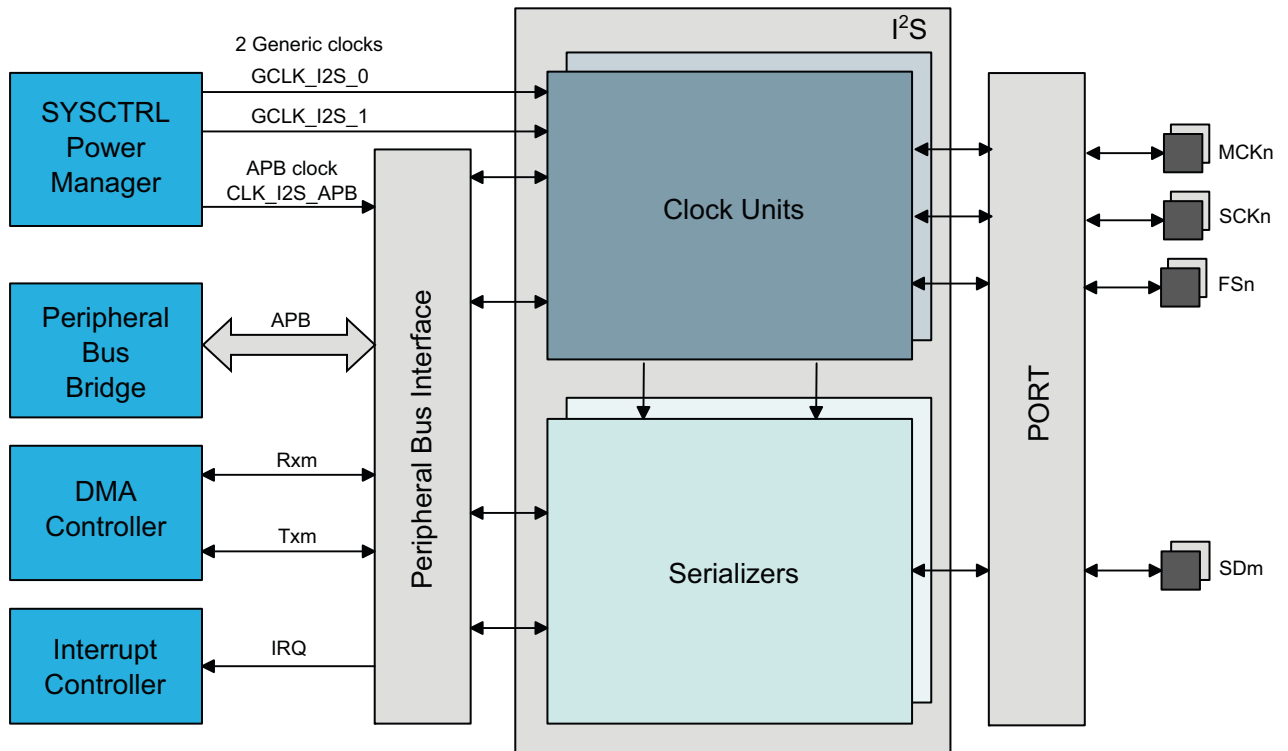 I²S
2 Generic clocks
GCLK_I2S_0
GCLK_I2S_1
SYSCTRL
Power
Manager
APB clock
CLK_I2S_APB
Clock Units
MCKn
SCKn
FSn
Peripheral
Bus
Bridge
APB
Peripheral Bus Interface
PORT
DMA
Controller
Rxm
Txm
Serializers
SDm
Interrupt
Controller
IRQ